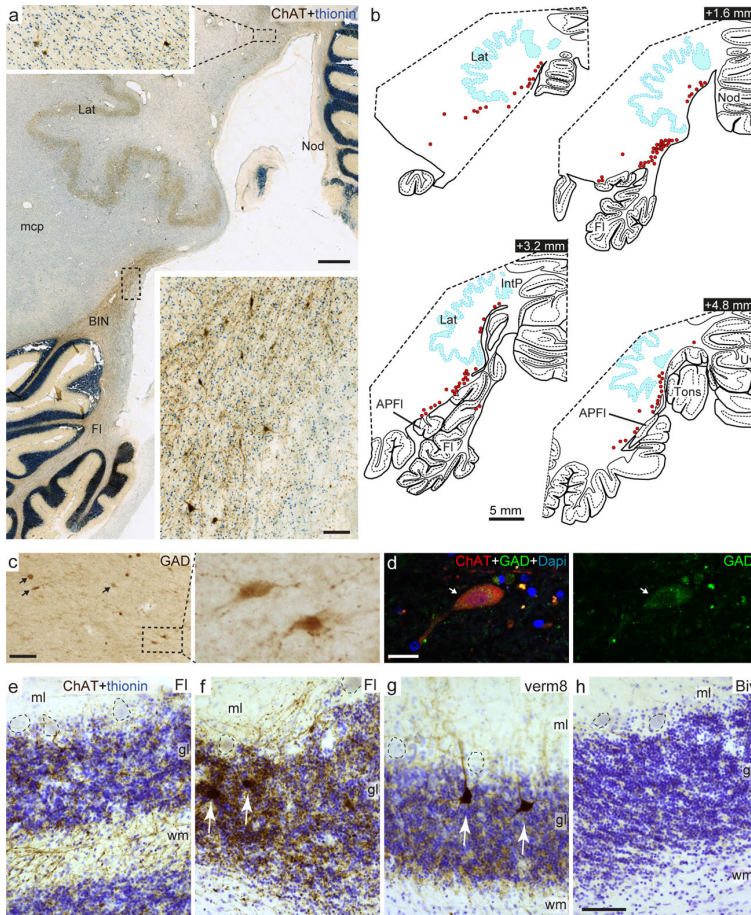 a
ChAT+thionin
Lat
Nod
mcp
BIN
Fl
b
Lat
+1.6 mm
Nod
Fl
+3.2 mm
IntP
Lat
APFl
Fl
+4.8 mm
Tons
APFl
5 mm
c
GAD
d
ChAT+GAD+Dapi
GAD
e
ChAT+thionin
Fl
ml
gl
wm
f
Fl
ml
gl
g
verm8
ml
gl
wm
h
Biv
ml
wm